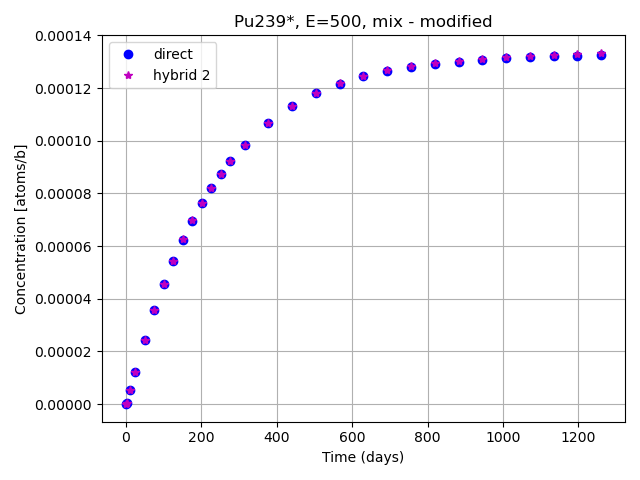 Pu239*, E=500, mix - modified
direct
hybrid 2
Concentration [atoms/b]
0.00014
0.00012
0.00010
0.00008
0.00006
0.00004
0.00002
0.00000
0 200 400 600 800 1000 1200
Time (days)